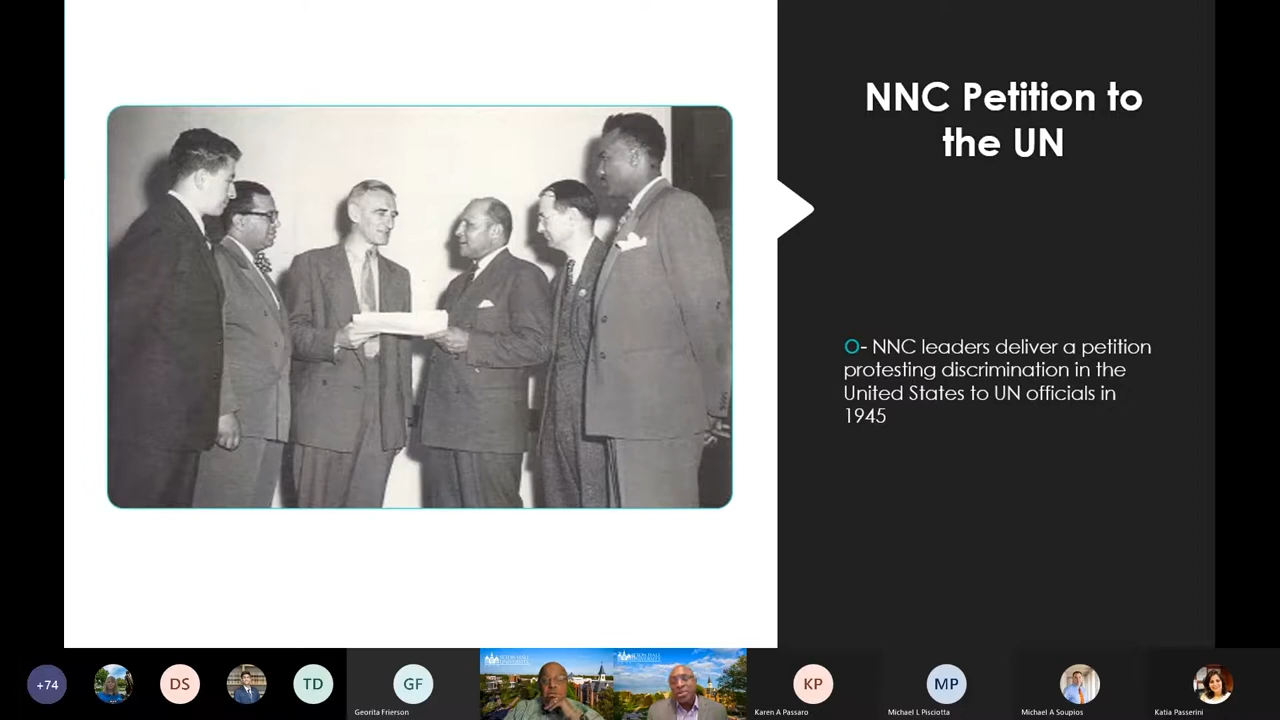 NNC Petition to
the UN
O- NNC leaders deliver a petition
protesting discrimination in the
United States to UN officials in
1945
+74
DS
TD
GF
Georita Frierson
KP
Karen A Passaro
MP
Michael L Pisciotta
Michael A Soupios
Katia Passerini